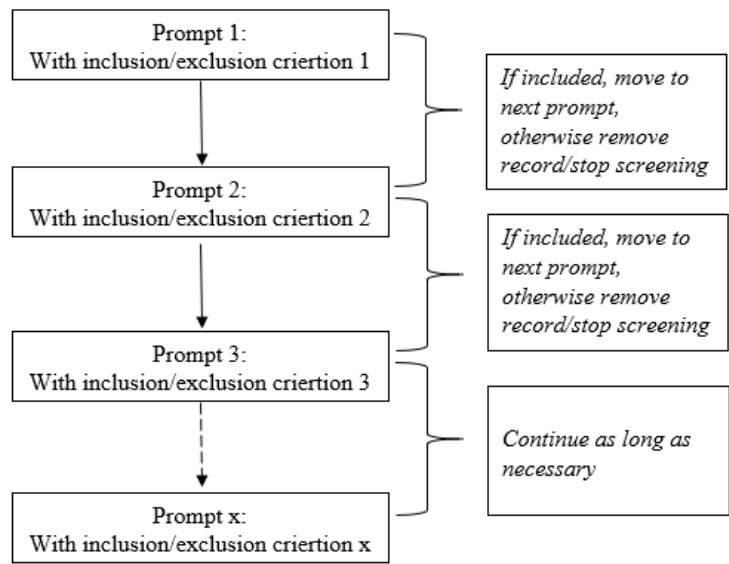 Prompt 1:
With inclusion/exclusion criertion 1
If included, move to
next prompt,
otherwise remove
record/stop screening
Prompt 2:
With inclusion/exclusion criertion 2
If included, move to
next prompt,
otherwise remove
record/stop screening
Prompt 3:
With inclusion/exclusion criertion 3
Continue as long as
necessary
Prompt x:
With inclusion/exclusion criertion x